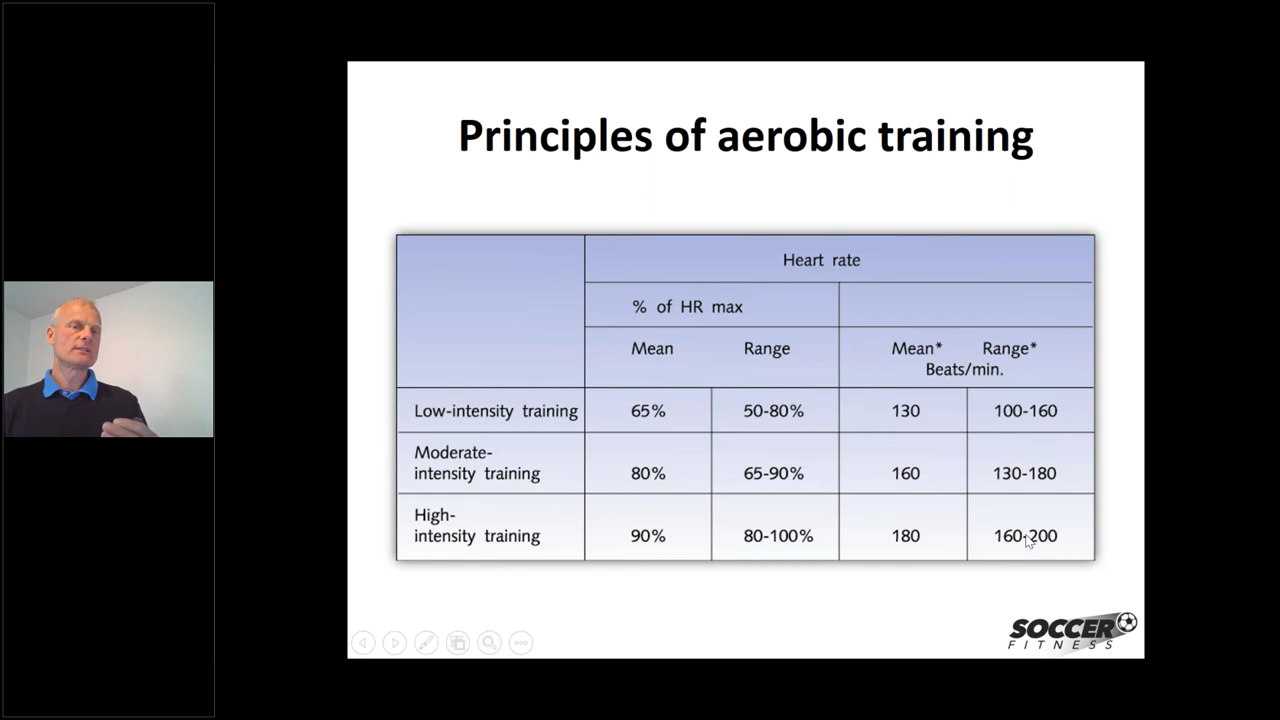 Principles of aerobic training
Heart rate
% of HR max
Mean Range Mean* Range*
Beats/min.
Low-intensity training 65% 50-80% 130 100-160
Moderate-
intensity training 80% 65-90% 160 130-180
High-
intensity training 90% 80-100% 180 160-200
SOCCER
FITNESS